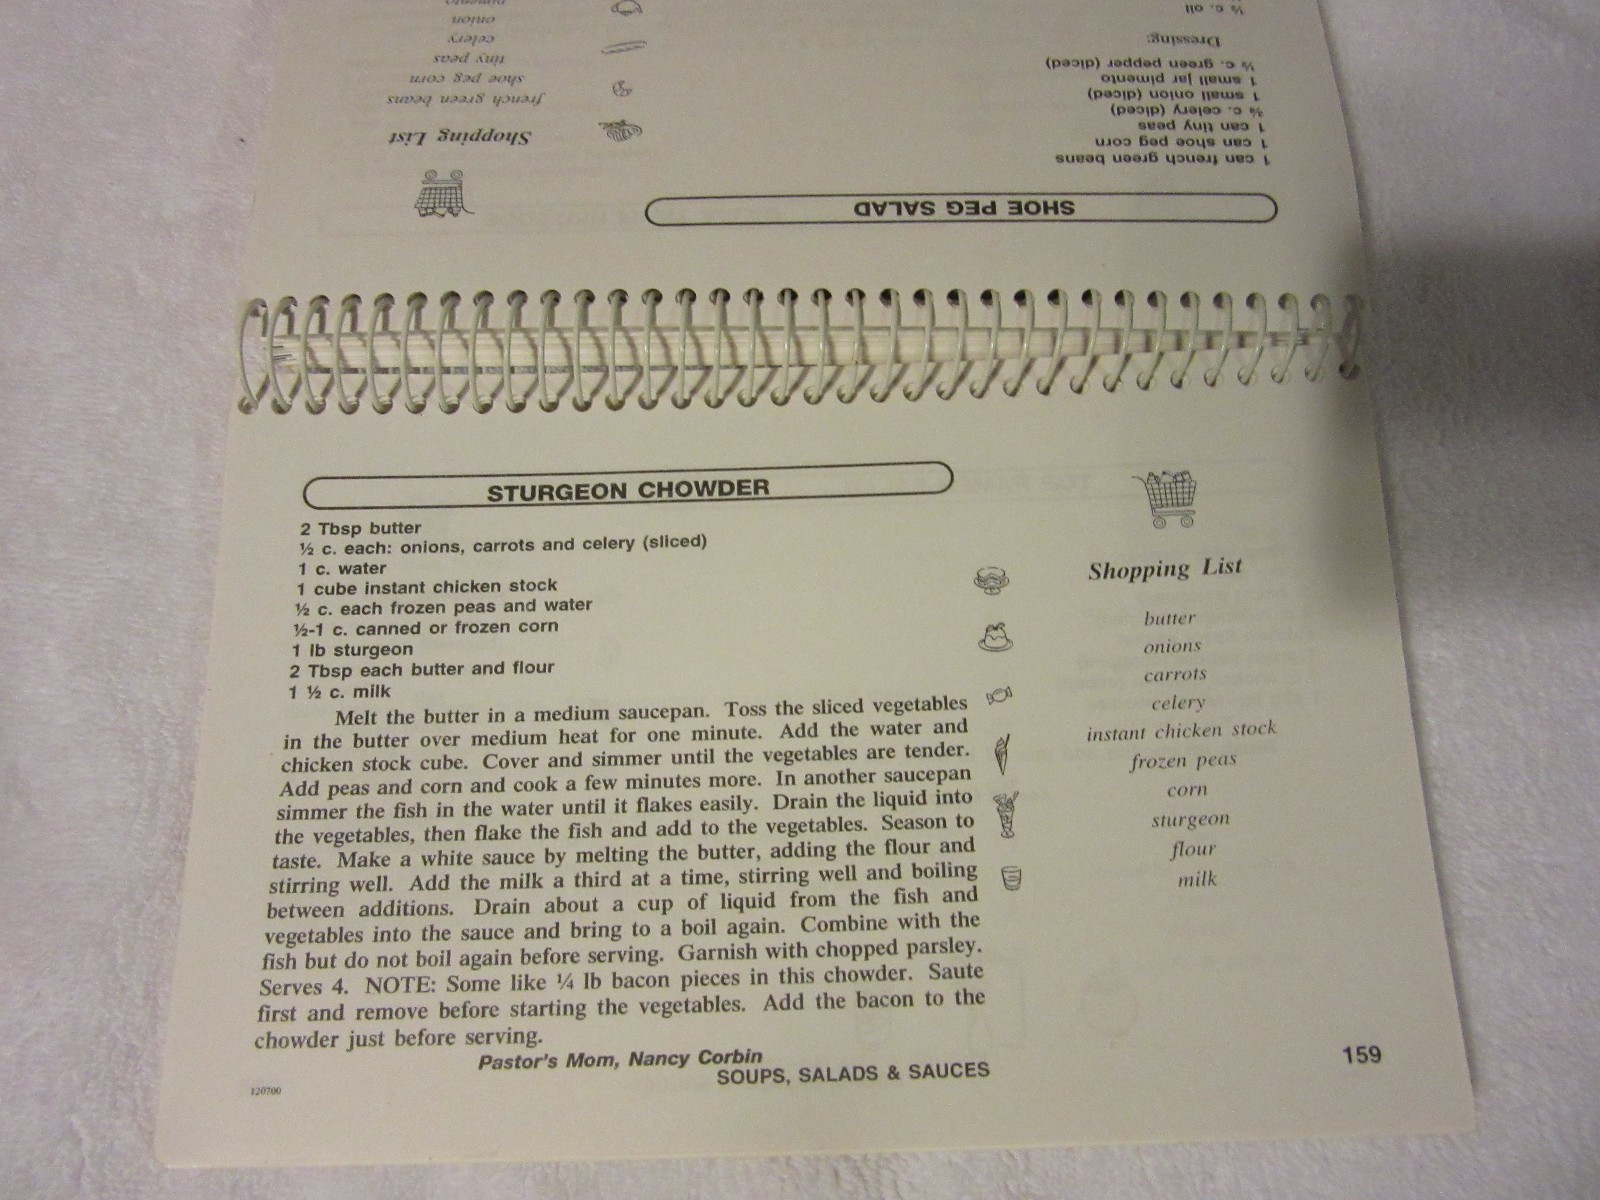 ½ c. oil
Dressing:
½ c. green pepper (diced)
1 small jar pimento
1 small onion (diced)
¾ c. celery (diced)
1 can tiny peas
1 can shoe peg corn
1 can french green beans
SHOE PEG SALAD
pimento
onion
celery
tiny peas
shoe peg corn
french green beans
Shopping List
STURGEON CHOWDER
2 Tbsp butter
½ c. each: onions, carrots and celery (sliced)
1 c. water
1 cube instant chicken stock
½ c. each frozen peas and water
½-1 c. canned or frozen corn
1 lb sturgeon
2 Tbsp each butter and flour
1 ½ c. milk
Melt the butter in a medium saucepan. Toss the sliced vegetables
in the butter over medium heat for one minute. Add the water and
chicken stock cube. Cover and simmer until the vegetables are tender.
Add peas and corn and cook a few minutes more. In another saucepan
simmer the fish in the water until it flakes easily. Drain the liquid into
the vegetables, then flake the fish and add to the vegetables. Season to
taste. Make a white sauce by melting the butter, adding the flour and
stirring well. Add the milk a third at a time, stirring well and boiling
between additions. Drain about a cup of liquid from the fish and
vegetables into the sauce and bring to a boil again. Combine with the
fish but do not boil again before serving. Garnish with chopped parsley.
Serves 4. NOTE: Some like ¼ lb bacon pieces in this chowder. Saute
first and remove before starting the vegetables. Add the bacon to the
chowder just before serving.
Pastor's Mom, Nancy Corbin
SOUPS, SALADS & SAUCES
120700
Shopping List
butter
onions
carrots
celery
instant chicken stock
frozen peas
corn
sturgeon
flour
milk
159